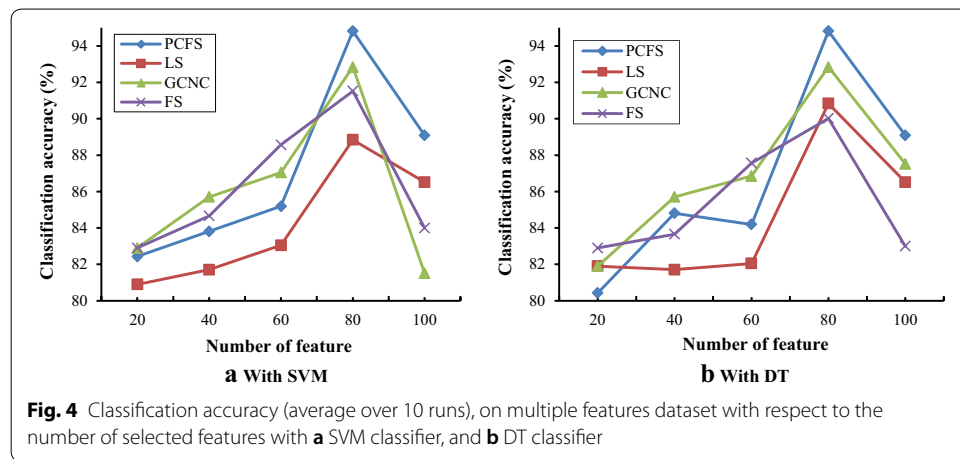 94
92
90
88
86
84
82
80
Classification accuracy (%)
PCFS
LS
GCNC
FS
20 40 60 80 100
Number of feature
a With SVM
94
92
90
88
86
84
82
80
Classification accuracy (%)
PCFS
LS
GCNC
FS
20 40 60 80 100
Number of feature
b With DT
Fig. 4 Classification accuracy (average over 10 runs), on multiple features dataset with respect to the
number of selected features with a SVM classifier, and b DT classifier